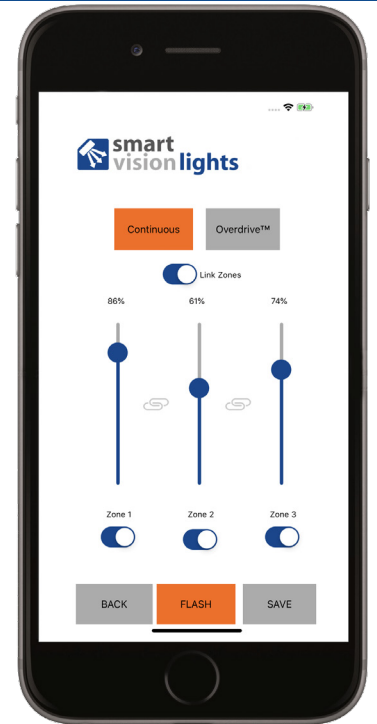 smart
vision lights
Continuous Overdrive™
Link Zones
86% 61% 74%
Zone 1 Zone 2 Zone 3
BACK FLASH SAVE